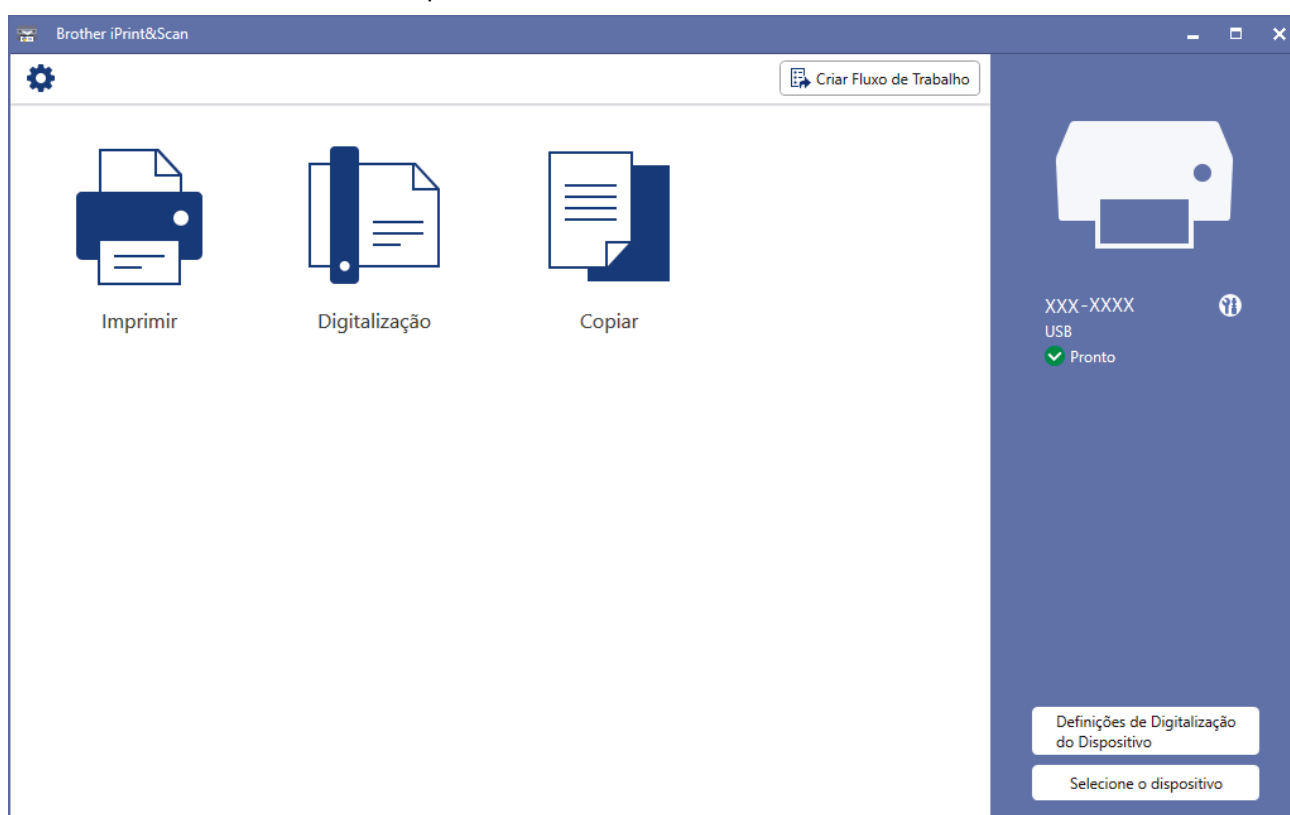 Brother iPrint&Scan
Criar Fluxo de Trabalho
Imprimir
Digitalização
Copiar
XXX-XXXX
USB
Pronto
Definições de Digitalização
do Dispositivo
Selecione o dispositivo